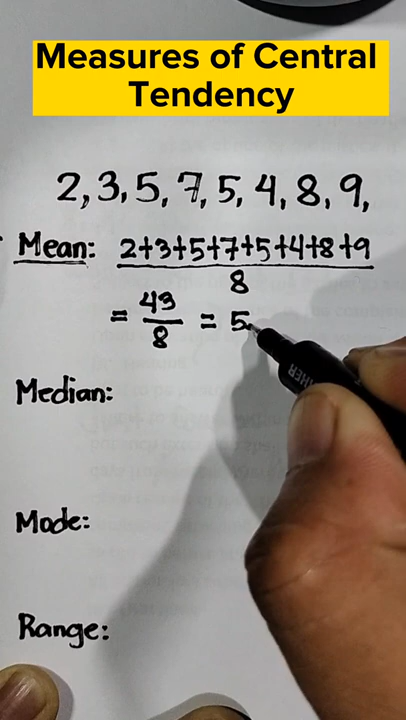 Measures of Central
Tendency
2, 3, 5, 7, 5, 4, 8, 9,
Mean: 2+3+5+7+5+4+8+9
8
= 43
8 = 5
Median:
Mode:
Range: